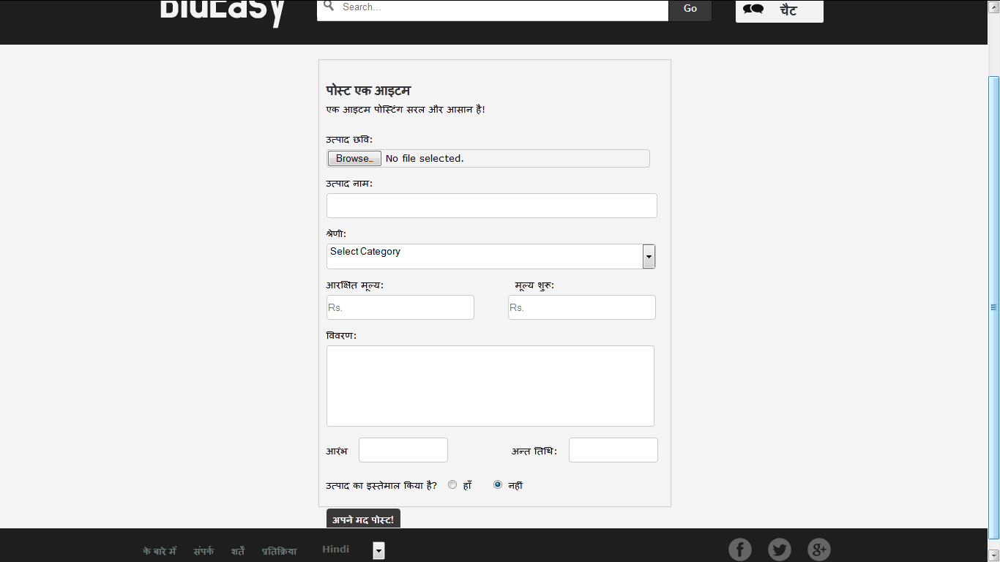 BidEaSy
Search...
Go
चैट
पोस्ट एक आइटम
एक आइटम पोस्टिंग सरल और आसान है!
उत्पाद छवि:
Browse_ No file selected.
उत्पाद नाम:
श्रेणी:
Select Category
आरक्षित मूल्य: मूल्य शुरू:
Rs. Rs.
विवरण:
आरंभ अन्त तिथि:
उत्पाद का इस्तेमाल किया है? हाँ नहीं
अपने मद पोस्ट!
के बारे में संपर्क शर्तें प्रतिक्रिया Hindi